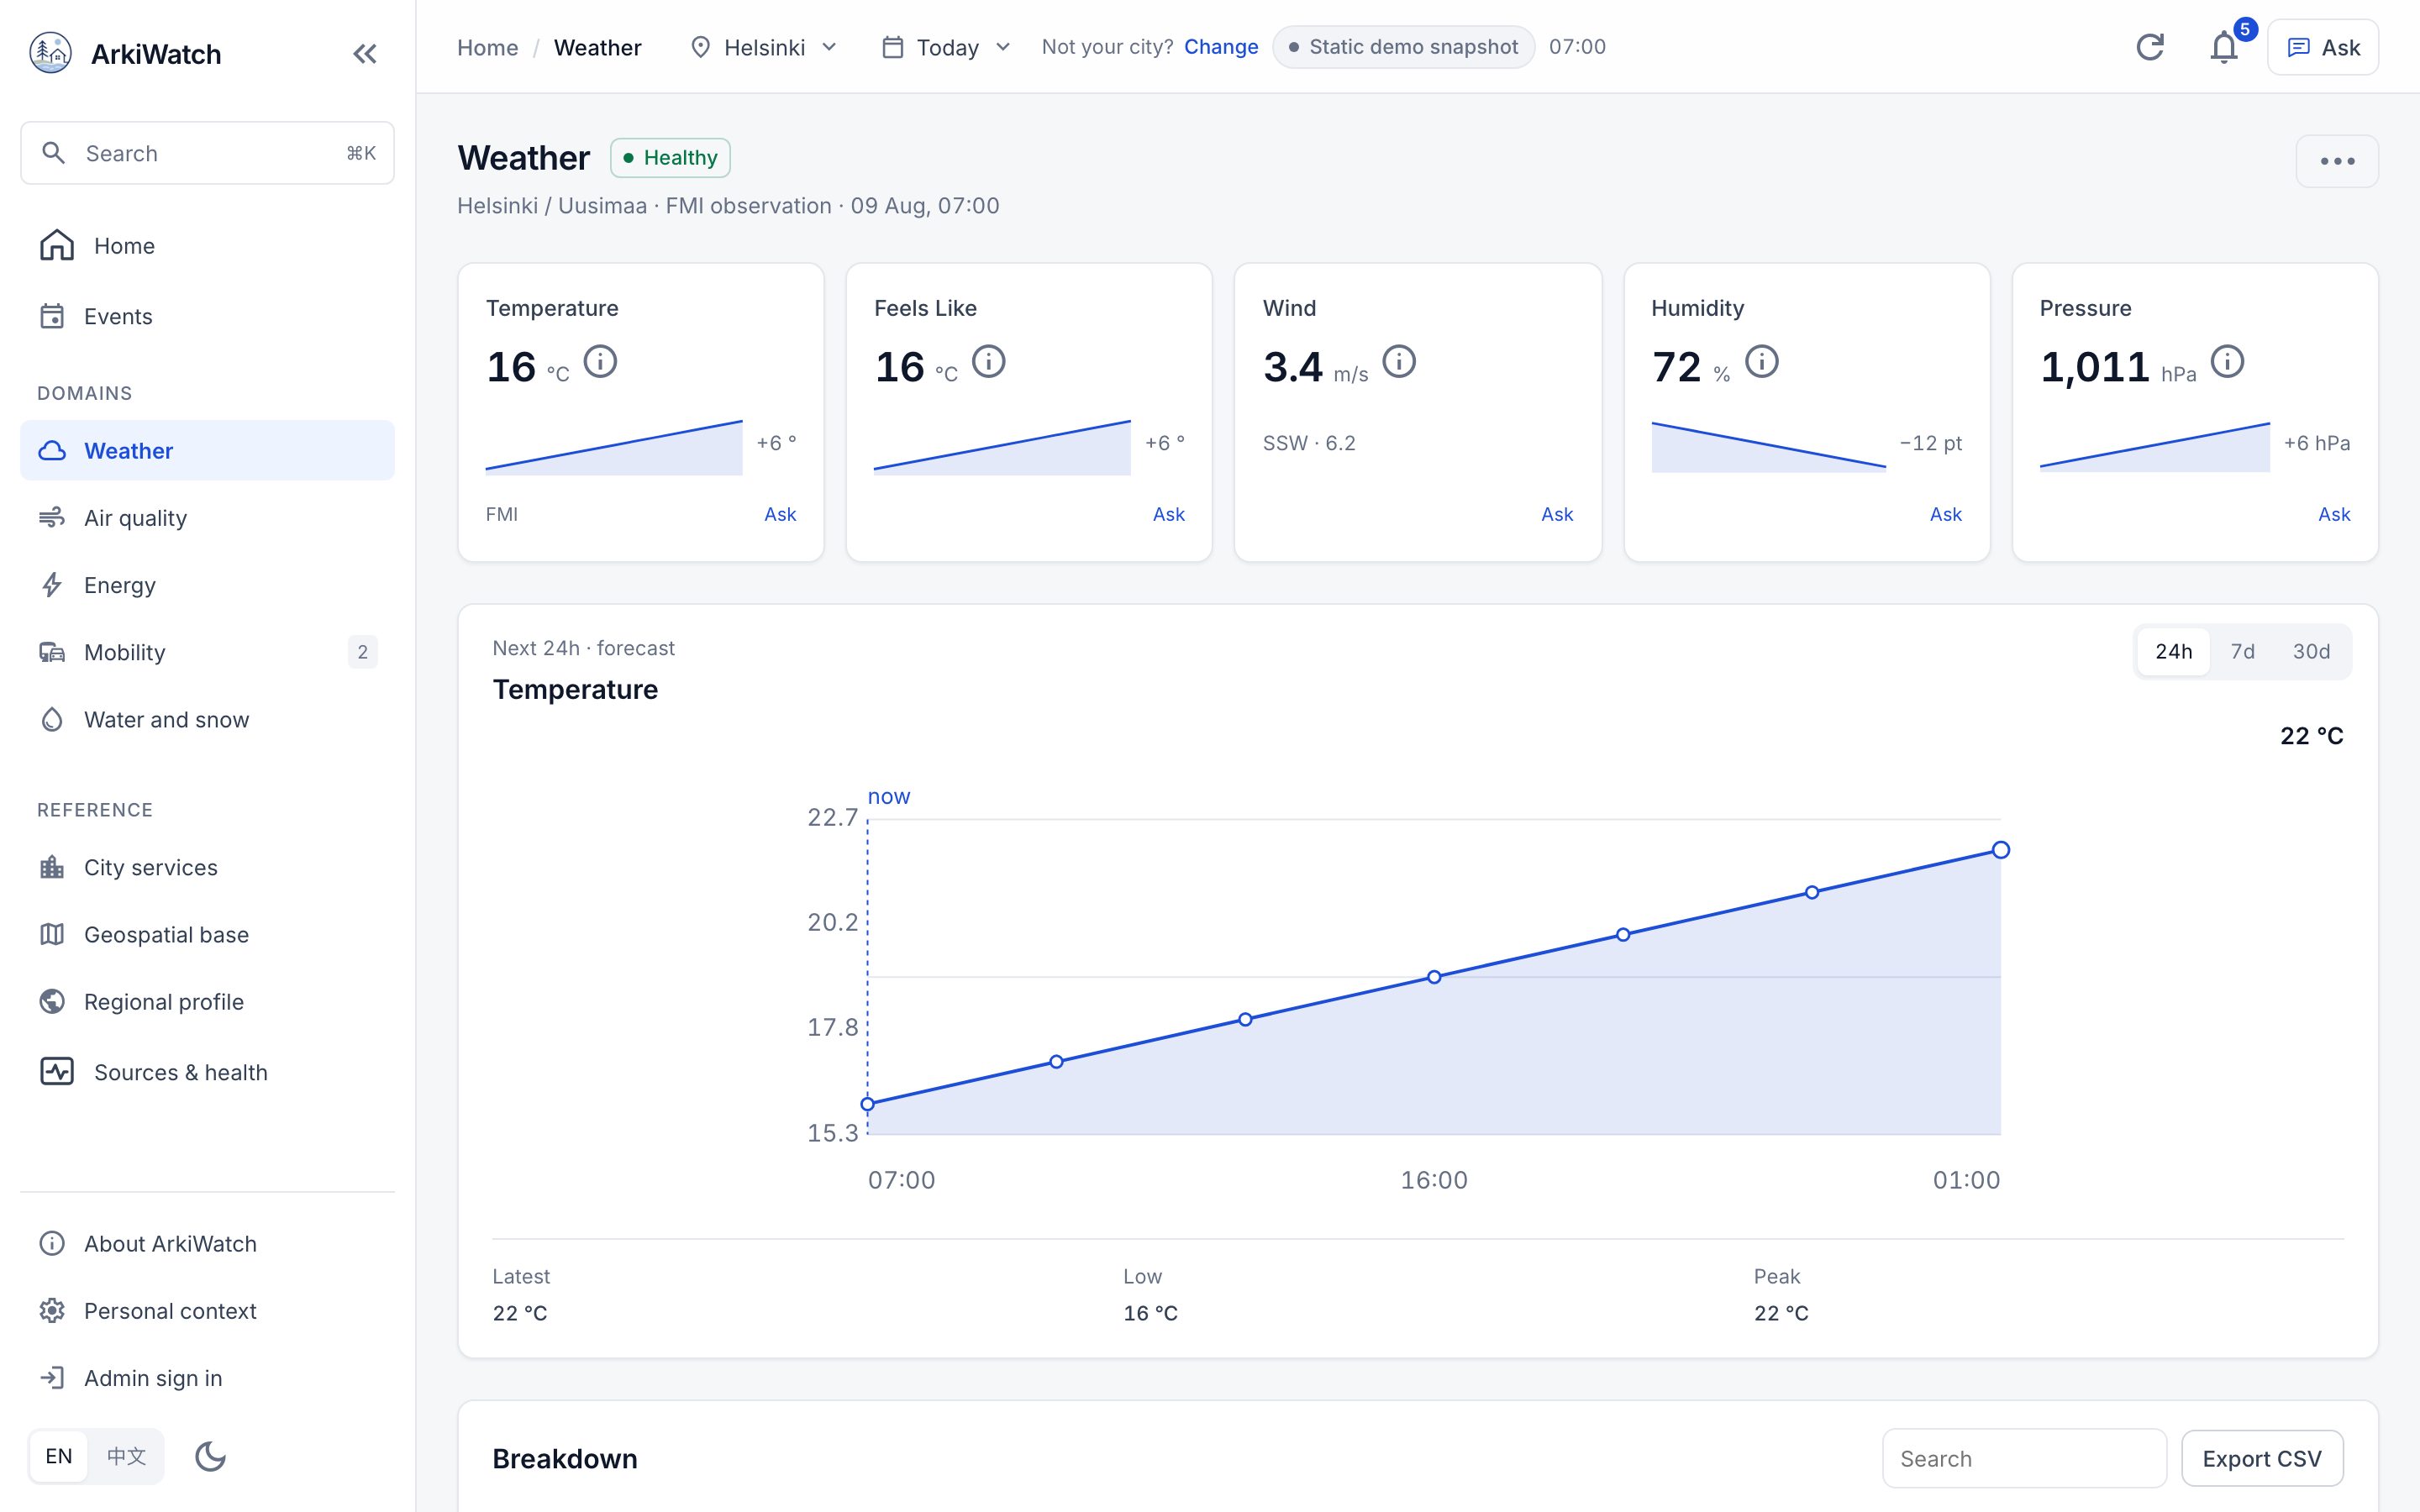 ArkiWatch
Search ⌘K
Home
Events
DOMAINS
Weather
Air quality
Energy
Mobility 2
Water and snow
REFERENCE
City services
Geospatial base
Regional profile
Sources & health
About ArkiWatch
Personal context
Admin sign in
EN 中文
Home / Weather Helsinki Today Not your city? Change Static demo snapshot 07:00 5 Ask
Weather Healthy
Helsinki / Uusimaa · FMI observation · 09 Aug, 07:00
Temperature
16 °C
+6 °
FMI Ask
Feels Like
16 °C
+6 °
Ask
Wind
3.4 m/s
SSW · 6.2
Ask
Humidity
72 %
−12 pt
Ask
Pressure
1,011 hPa
+6 hPa
Ask
Next 24h · forecast
Temperature
24h 7d 30d
22 °C
now
22.7
20.2
17.8
15.3
07:00 16:00 01:00
Latest
22 °C
Low
16 °C
Peak
22 °C
Breakdown
Search
Export CSV